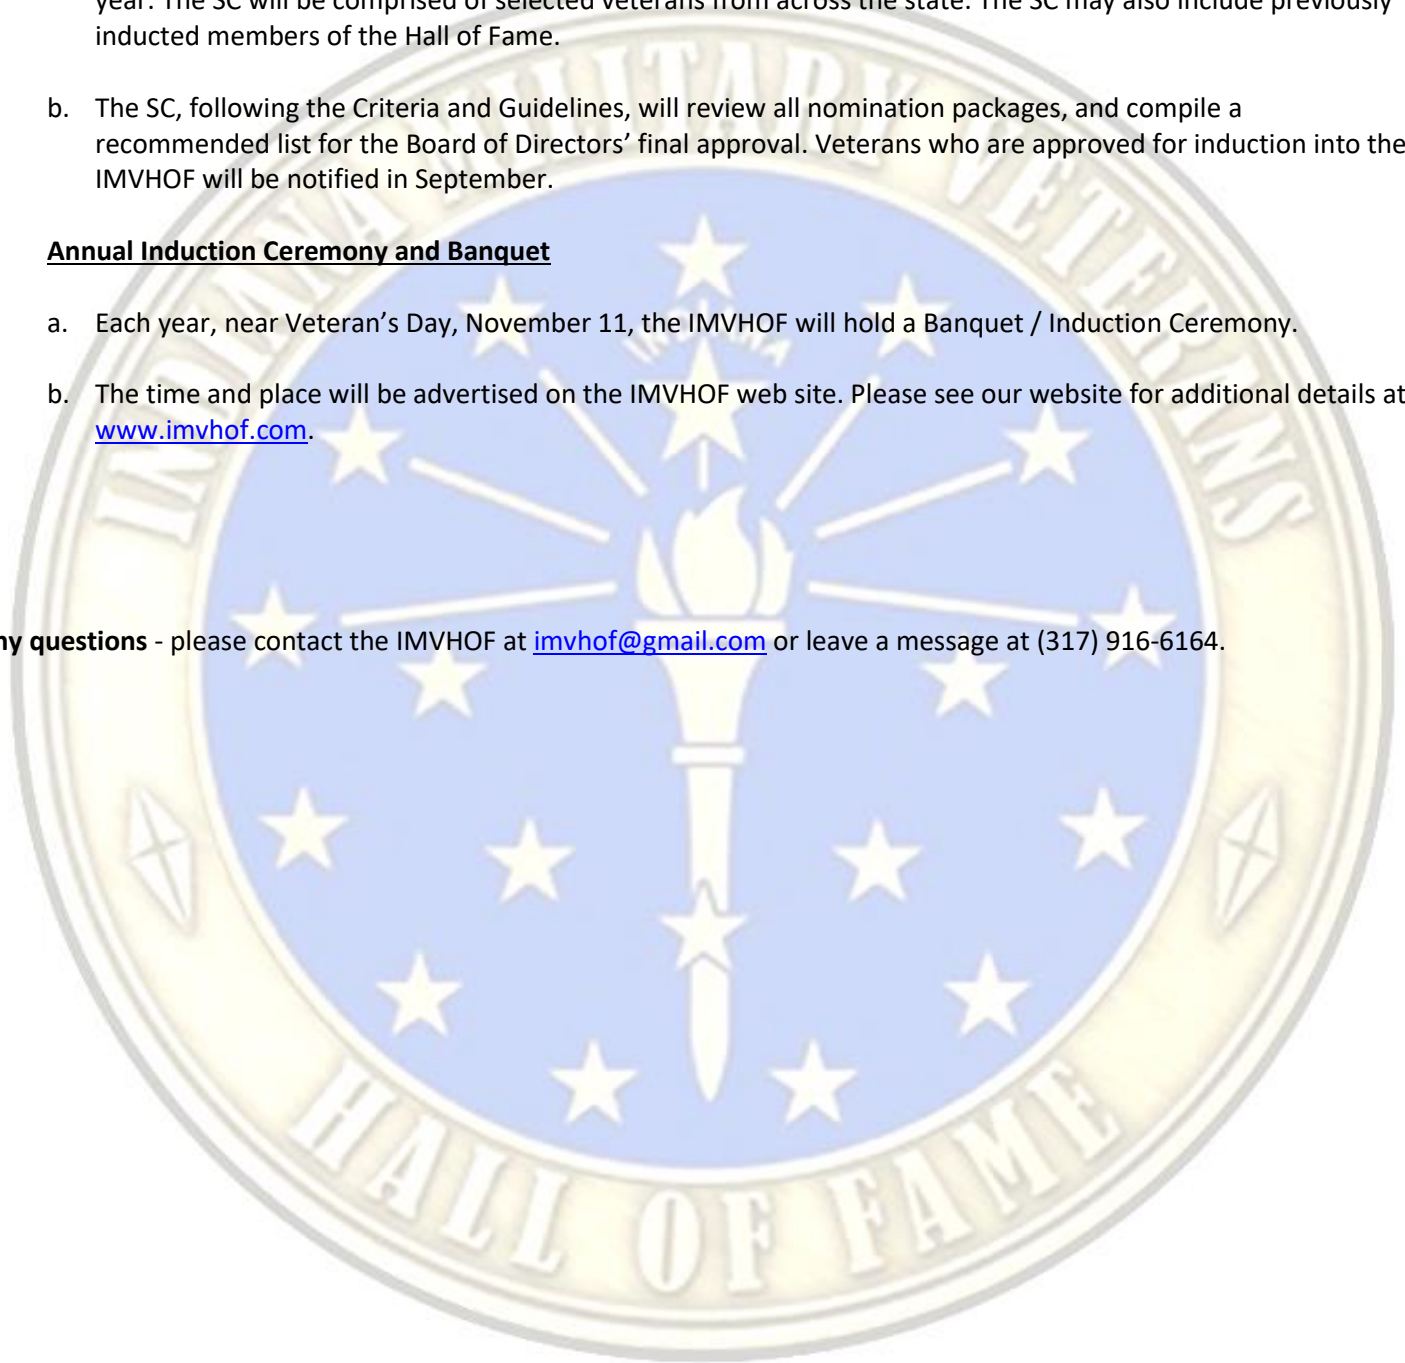 year. The SC will be comprised of selected veterans from across the state. The SC may also include previously
inducted members of the Hall of Fame.
b. The SC, following the Criteria and Guidelines, will review all nomination packages, and compile a
recommended list for the Board of Directors’ final approval. Veterans who are approved for induction into the
IMVHOF will be notified in September.
Annual Induction Ceremony and Banquet
a. Each year, near Veteran’s Day, November 11, the IMVHOF will hold a Banquet / Induction Ceremony.
b. The time and place will be advertised on the IMVHOF web site. Please see our website for additional details at
www.imvhof.com.
ny questions - please contact the IMVHOF at imvhof@gmail.com or leave a message at (317) 916-6164.
INDIANA MILITARY VETERANS
INDIANA
HALL OF FAME